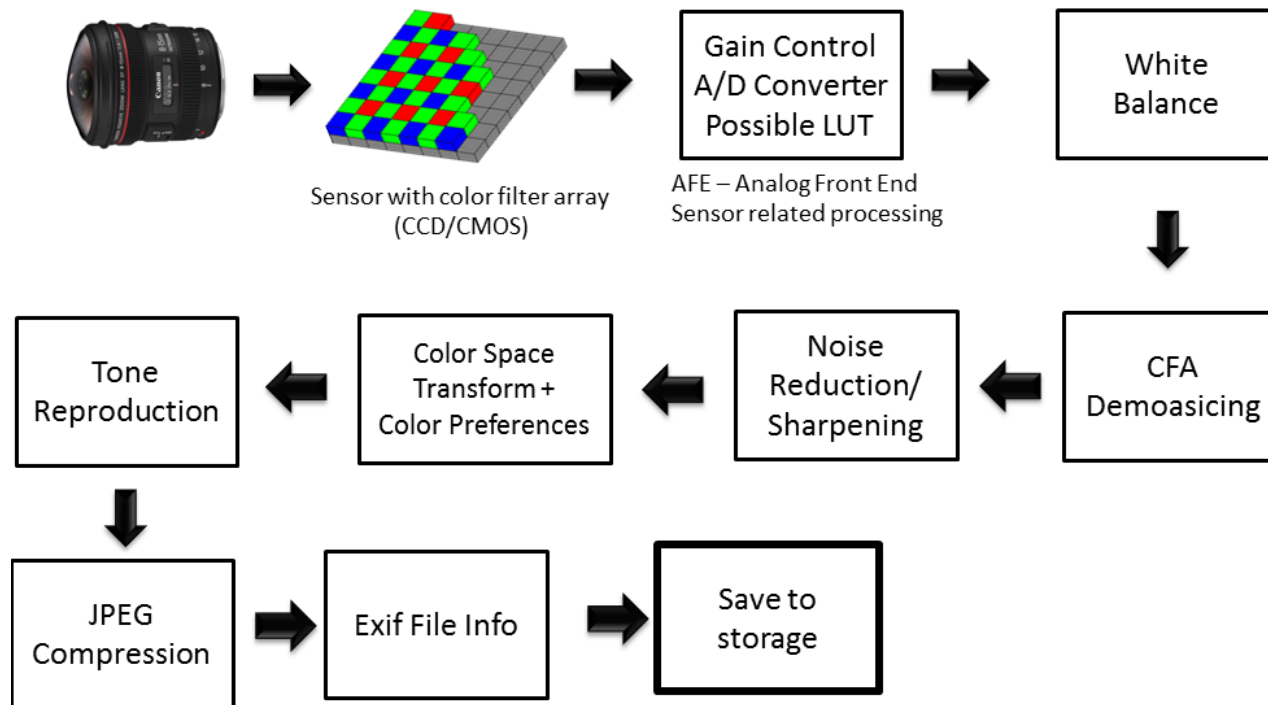 Canon
Sensor with color filter array
(CCD/CMOS)
Gain Control
A/D Converter
Possible LUT
AFE – Analog Front End
Sensor related processing
White
Balance
Tone
Reproduction
Color Space
Transform +
Color Preferences
Noise
Reduction/
Sharpening
CFA
Demoasicing
JPEG
Compression
Exif File Info
Save to
storage